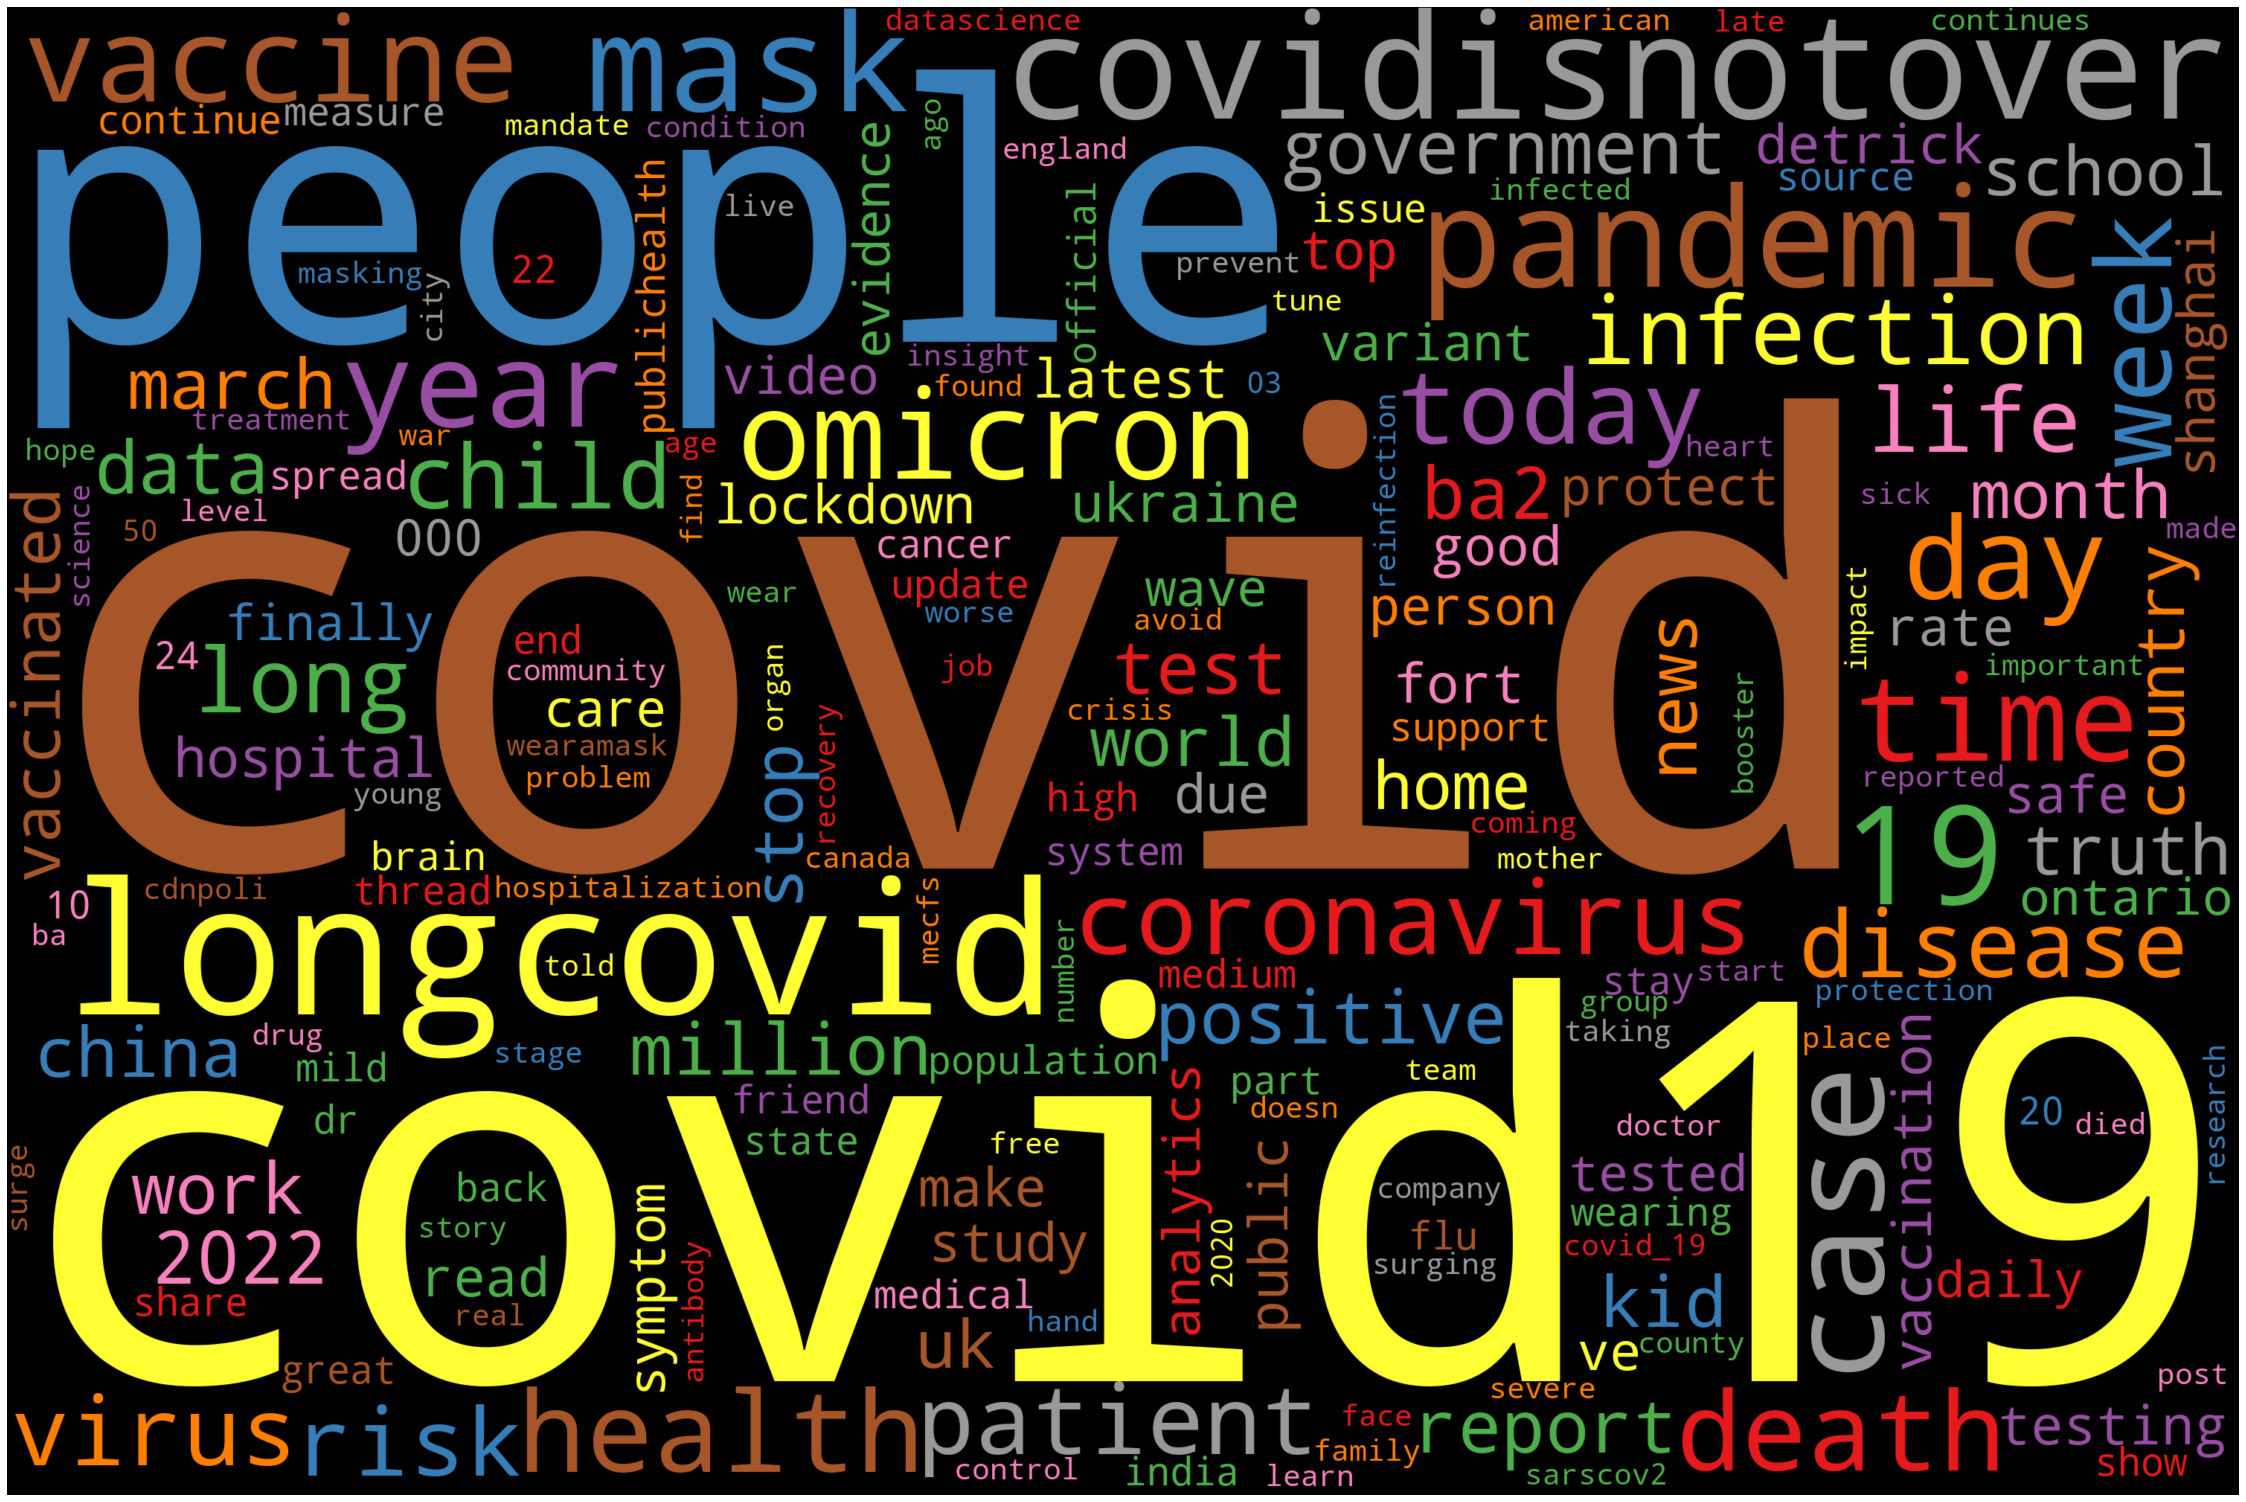 datascience
american
late
continues
vaccine
mask
covidisnotover
continue
measure
mandate
condition
ago
england
government
detrick
school
people
publichealth
live
evidence
official
infected
source
issue
top
pandemic
week
shanghai
masking
22
city
prevent
tune
infection
march
year
video
insight
latest
03
variant
today
life
treatment
found
omicron
war
age
reinfection
heart
hope
data
spread
child
find
lockdown
ukraine
ba2
protect
sick
month
made
vaccinated
science
level
50
000
covid
cancer
good
day
country
update
wave
wear
worse
avoid
person
impact
rate
finally
24
long
end
community
care
organ
job
test
fort
news
booster
important
time
hospital
wearamask
problem
young
stop
recovery
crisis
world
support
home
high
due
reported
safe
coming
19
truth
brain
canada
system
mother
cdnpoli
thread
hospitalization
10
ba
longcovid
told
mecfs
number
coronavirus
ontario
disease
medium
stay
start
protection
china
drug
mild
stage
million
population
positive
group
taking
place
research
dr
friend
state
free
analytics
part
doesn
team
case
vaccination
20
died
doctor
covid19
surge
work
back
2022
story
read
share
real
symptom
antibody
make
study
medical
uk
hand
2020
public
company
flu
surging
tested
wearing
covid_19
kid
daily
ve
county
great
post
virus
risk
health
patient
control
india
face
family
learn
severe
report
sarscov2
death
testing
show